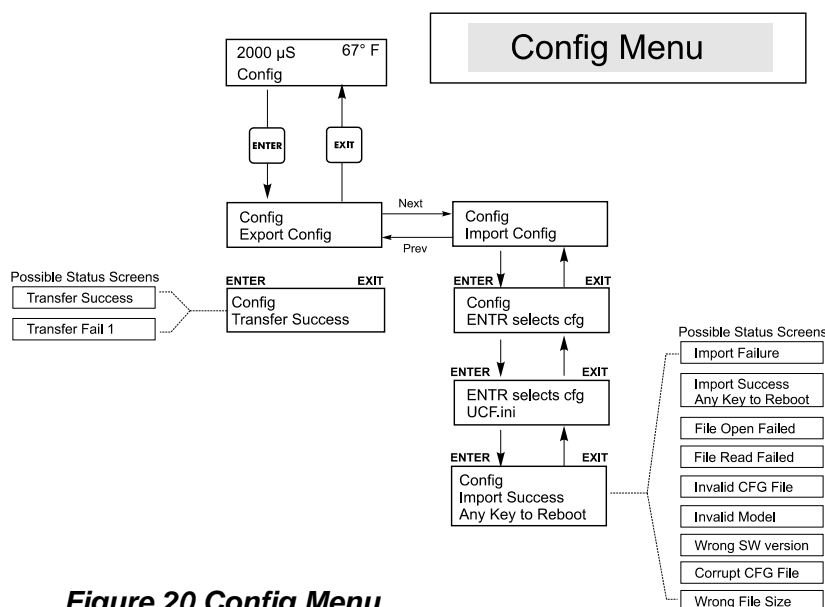 Config Menu
2000 µS 67° F
Config
ENTER
EXIT
Config
Export Config
Next
Prev
Config
Import Config
Possible Status Screens
Transfer Success
Transfer Fail 1
ENTER EXIT
Config
Transfer Success
ENTER EXIT
Config
ENTR selects cfg
ENTER EXIT
ENTR selects cfg
UCF.ini
ENTER EXIT
Config
Import Success
Any Key to Reboot
Possible Status Screens
Import Failure
Import Success
Any Key to Reboot
File Open Failed
File Read Failed
Invalid CFG File
Invalid Model
Wrong SW version
Corrupt CFG File
Wrong File Size
Figure 20 Config Menu